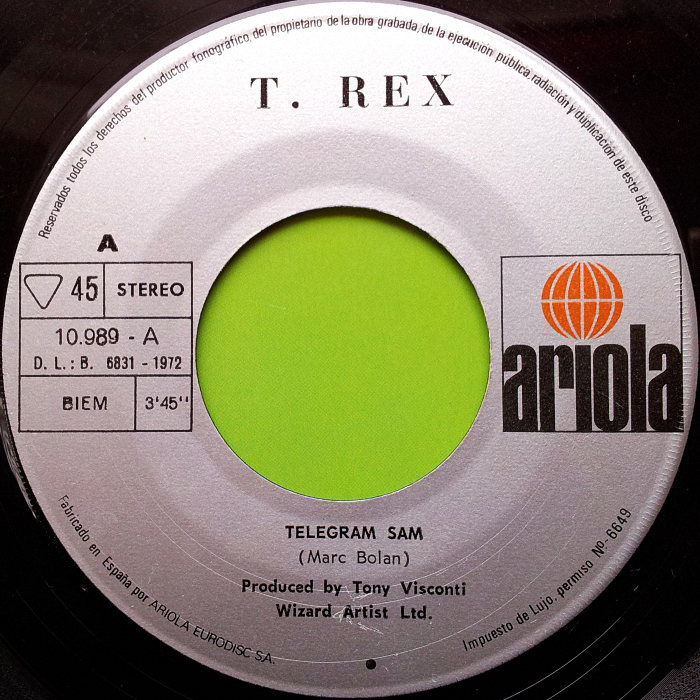 Reservados todos los derechos del productor fonográfico, del propietario de la obra grabada, de la ejecución pública, radiación y duplicación de este disco
T. REX
A
45 STEREO
10.989 - A
D. L.: B. 6831 - 1972
BIEM 3'45"
ariola
TELEGRAM SAM
(Marc Bolan)
Produced by Tony Visconti
Wizard Artist Ltd.
Fabricado en España por ARIOLA EURODISC SA.
Impuesto de Lujo, permiso Nº- 6649